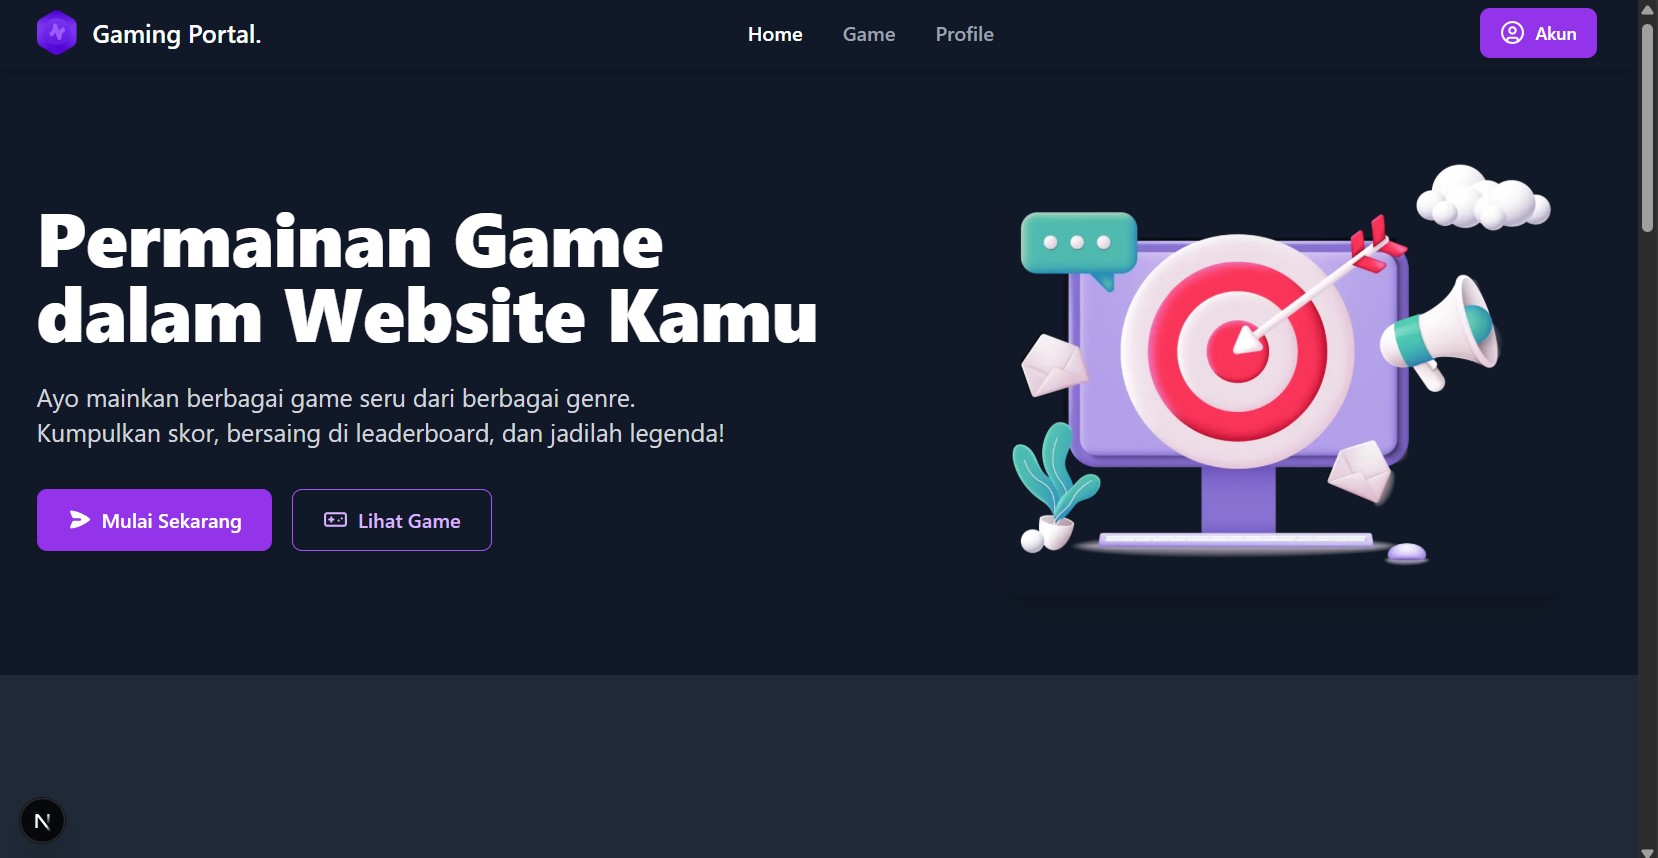 Gaming Portal.
Home
Game
Profile
Akun
Permainan Game
dalam Website Kamu
Ayo mainkan berbagai game seru dari berbagai genre.
Kumpulkan skor, bersaing di leaderboard, dan jadilah legenda!
Mulai Sekarang
Lihat Game
N